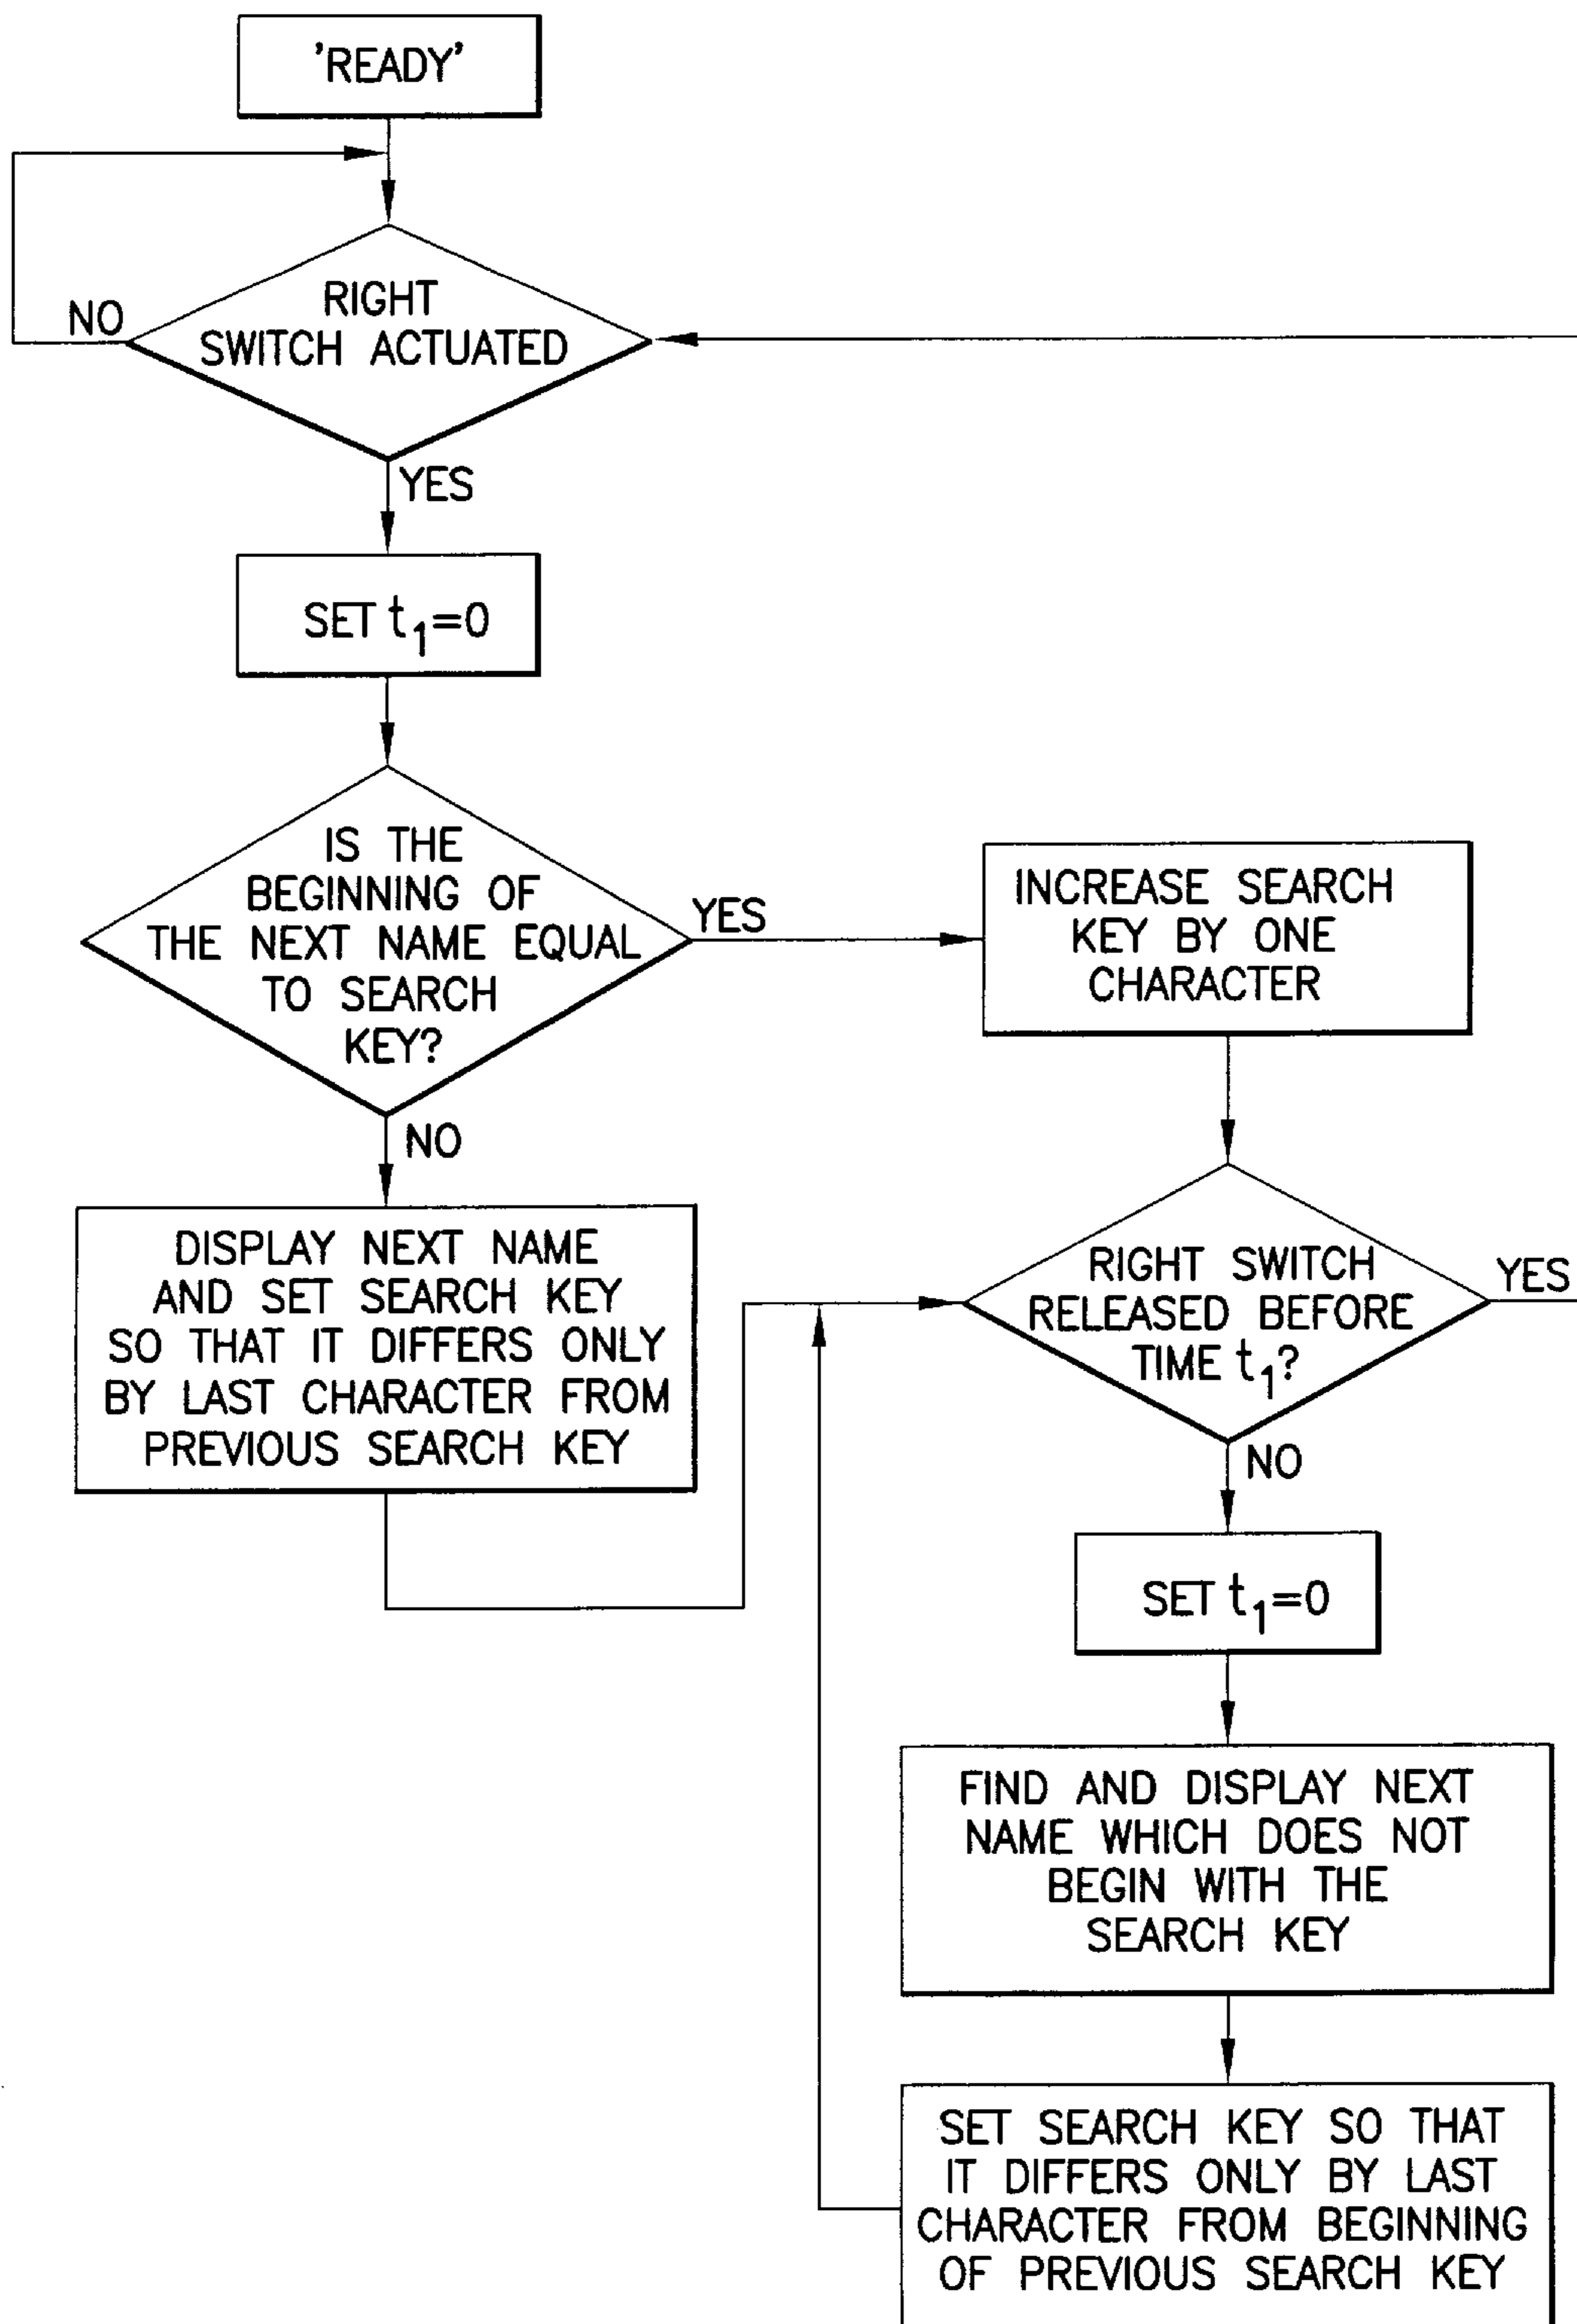 'READY'
RIGHT
SWITCH ACTUATED
NO
YES
SET t₁=0
IS THE
BEGINNING OF
THE NEXT NAME EQUAL
TO SEARCH
KEY?
YES
NO
INCREASE SEARCH
KEY BY ONE
CHARACTER
DISPLAY NEXT NAME
AND SET SEARCH KEY
SO THAT IT DIFFERS ONLY
BY LAST CHARACTER FROM
PREVIOUS SEARCH KEY
RIGHT SWITCH
RELEASED BEFORE
TIME t₁?
YES
NO
SET t₁=0
FIND AND DISPLAY NEXT
NAME WHICH DOES NOT
BEGIN WITH THE
SEARCH KEY
SET SEARCH KEY SO THAT
IT DIFFERS ONLY BY LAST
CHARACTER FROM BEGINNING
OF PREVIOUS SEARCH KEY